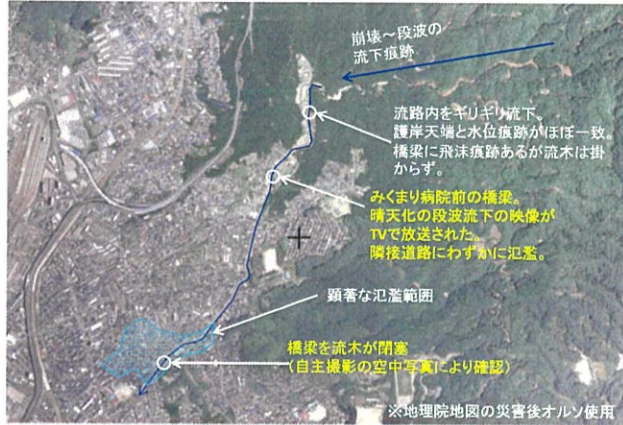 崩壊～段波の
流下痕跡
流路内をギリギリ流下。
護岸天端と水位痕跡がほぼ一致。
橋梁に飛沫痕跡あるが流木は掛
からず。
みくまり病院前の橋梁。
晴天化の段波流下の映像が
TVで放送された。
隣接道路にわずかに氾濫。
顕著な氾濫範囲
橋梁を流木が閉塞
(自主撮影の空中写真により確認)
※地理院地図の災害後オルソ使用